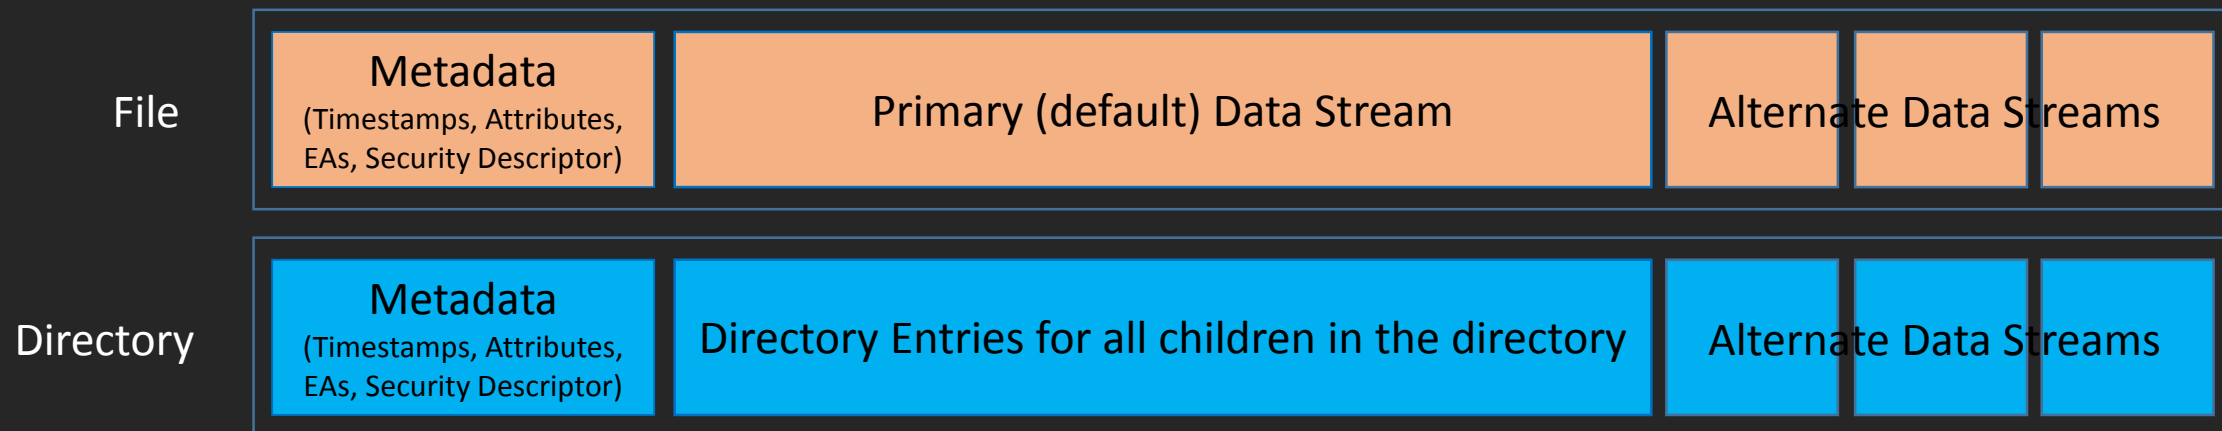 File
Metadata
(Timestamps, Attributes,
EAs, Security Descriptor)
Primary (default) Data Stream
Alternate Data Streams
Directory
Metadata
(Timestamps, Attributes,
EAs, Security Descriptor)
Directory Entries for all children in the directory
Alternate Data Streams